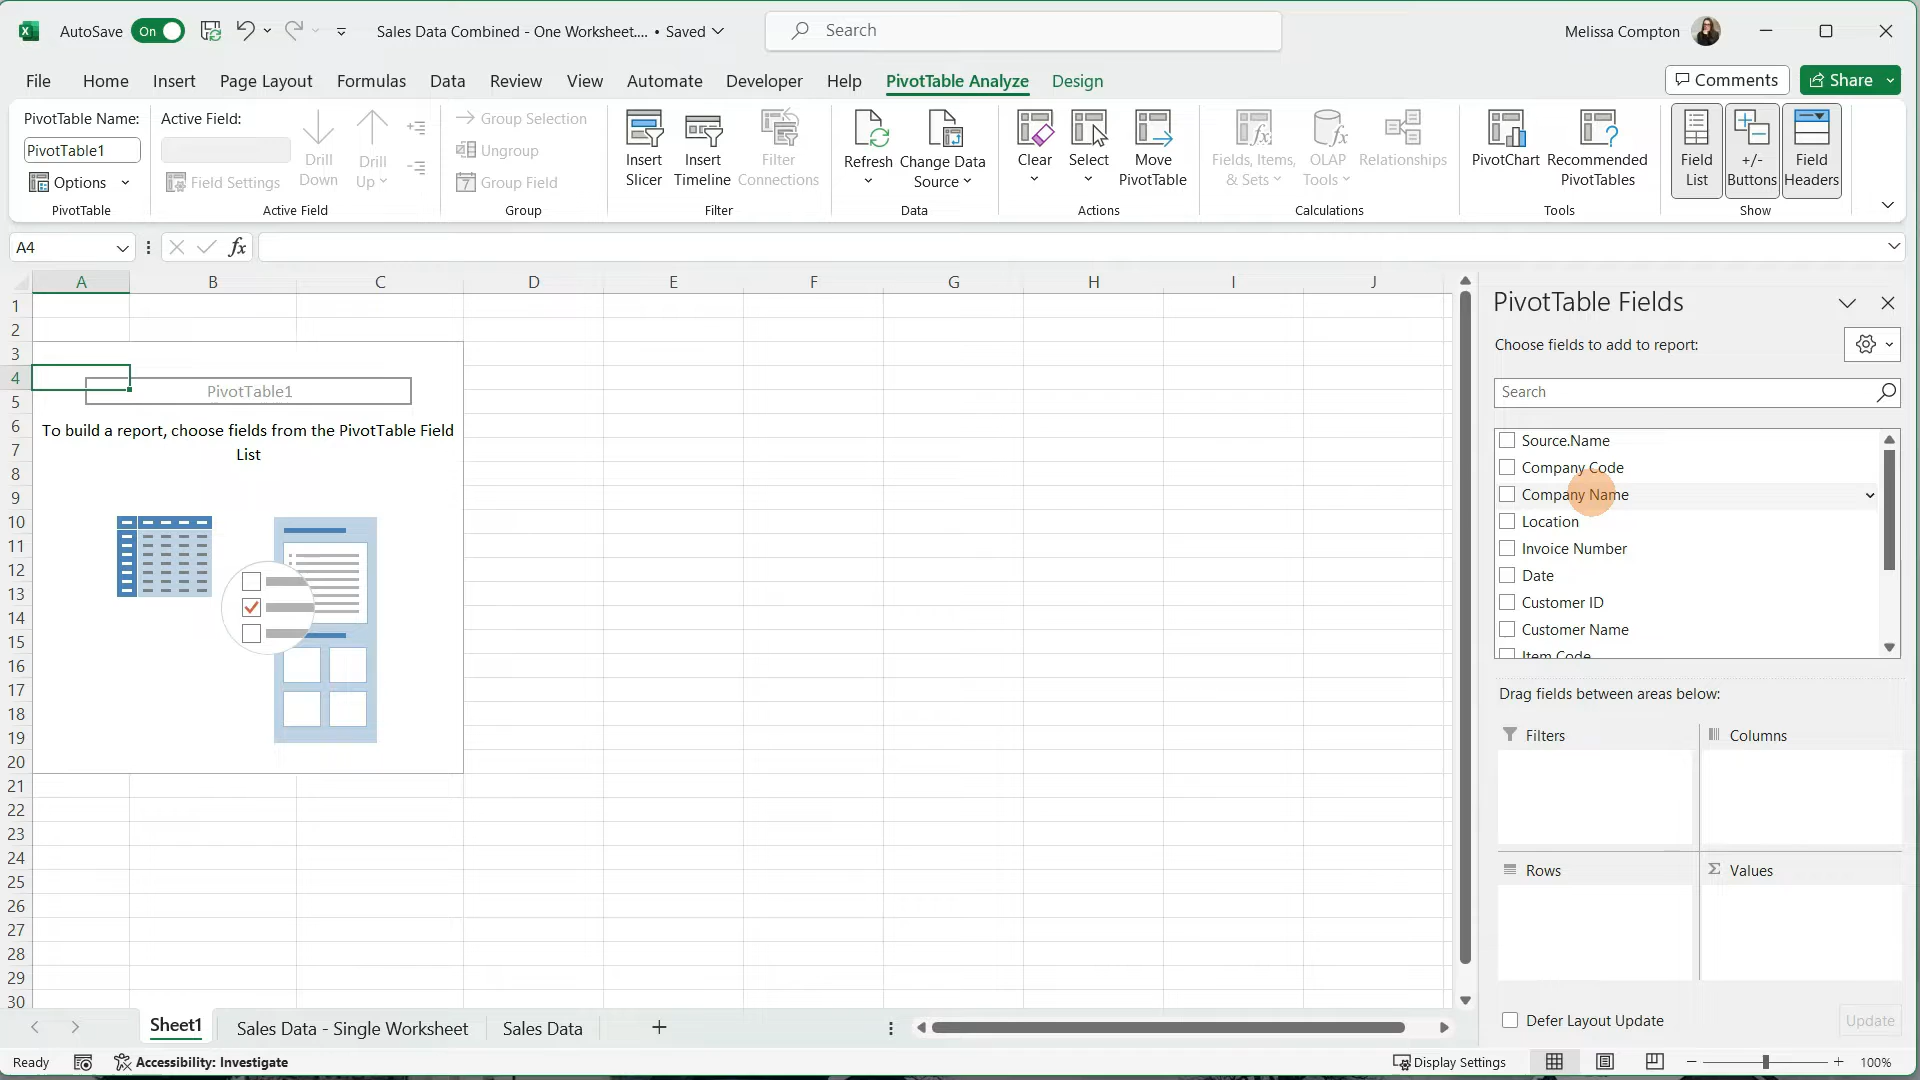 AutoSave On Sales Data Combined - One Worksheet.... • Saved Search Melissa Compton
File Home Insert Page Layout Formulas Data Review View Automate Developer Help PivotTable Analyze Design Comments Share
PivotTable Name:
PivotTable1
Options
PivotTable
Active Field:
Field Settings
Drill Down
Drill Up
Active Field
Group Selection
Ungroup
Group Field
Group
Insert Slicer
Insert Timeline
Filter Connections
Filter
Refresh
Change Data Source
Data
Clear
Select
Move PivotTable
Actions
Fields, Items, & Sets
OLAP Tools
Relationships
Calculations
PivotChart
Recommended PivotTables
Tools
Field List
+/- Buttons
Field Headers
Show
A4 fx
A B C D E F G H I J
1
2
3
4
5
6
7
8
9
10
11
12
13
14
15
16
17
18
19
20
21
22
23
24
25
26
27
28
29
30
PivotTable1
To build a report, choose fields from the PivotTable Field
List
PivotTable Fields
Choose fields to add to report:
Search
Source.Name
Company Code
Company Name
Location
Invoice Number
Date
Customer ID
Customer Name
Item Code
Drag fields between areas below:
Filters
Columns
Rows
Σ Values
Defer Layout Update Update
Sheet1 Sales Data - Single Worksheet Sales Data +
Ready Accessibility: Investigate Display Settings − + 100%